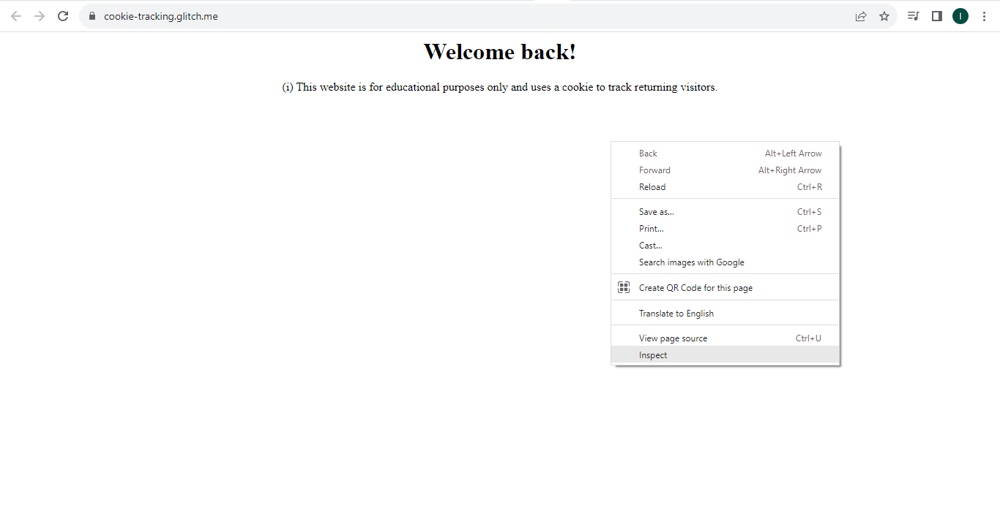 cookie-tracking.glitch.me
I
Welcome back!
(i) This website is for educational purposes only and uses a cookie to track returning visitors.
Back Alt+Left Arrow
Forward Alt+Right Arrow
Reload Ctrl+R
Save as... Ctrl+S
Print... Ctrl+P
Cast...
Search images with Google
Create QR Code for this page
Translate to English
View page source Ctrl+U
Inspect